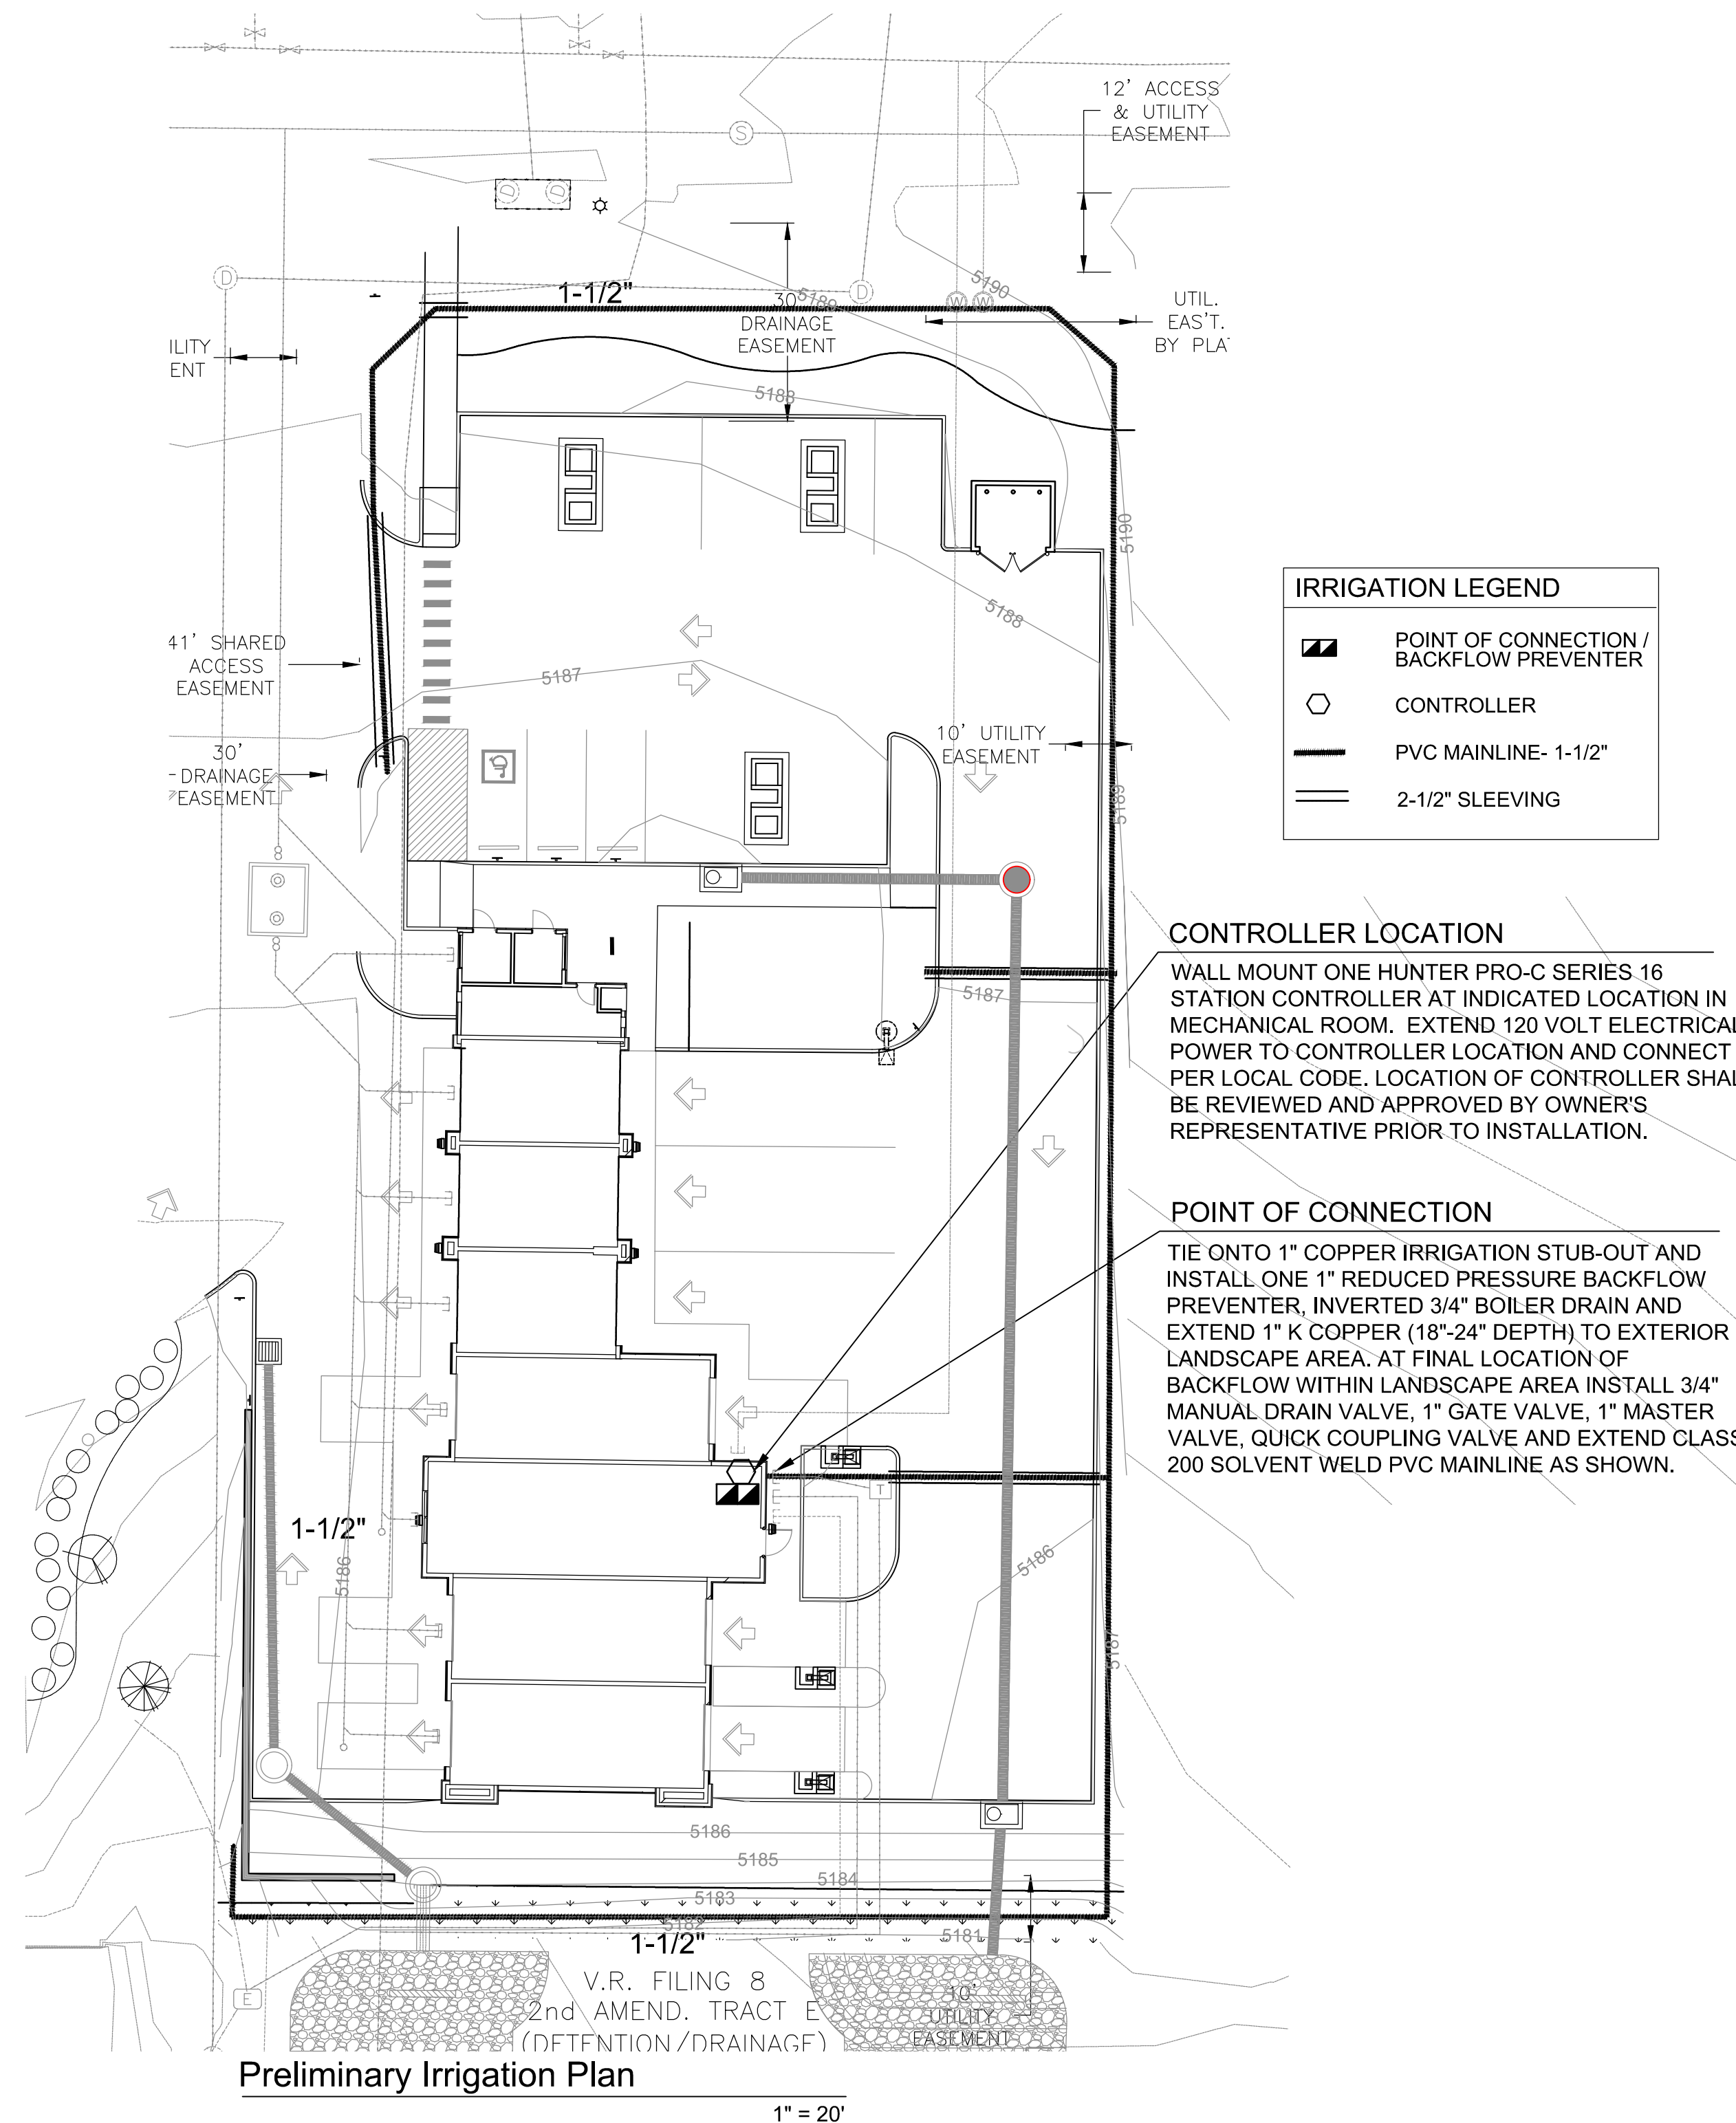 12' ACCESS
& UTILITY
EASEMENT
S
D D
D
1-1/2"
30'
5189
D
W W
5190
DRAINAGE
EASEMENT
UTIL.
EAS'T.
BY PLA
ILITY
ENT
5188
5190
5188
41' SHARED
ACCESS
EASEMENT
5187
30'
DRAINAGE
EASEMENT
10' UTILITY
EASEMENT
5189
IRRIGATION LEGEND
POINT OF CONNECTION /
BACKFLOW PREVENTER
CONTROLLER
PVC MAINLINE- 1-1/2"
2-1/2" SLEEVING
5187
CONTROLLER LOCATION
WALL MOUNT ONE HUNTER PRO-C SERIES 16
STATION CONTROLLER AT INDICATED LOCATION IN
MECHANICAL ROOM. EXTEND 120 VOLT ELECTRICAL
POWER TO CONTROLLER LOCATION AND CONNECT
PER LOCAL CODE. LOCATION OF CONTROLLER SHAL
BE REVIEWED AND APPROVED BY OWNER'S
REPRESENTATIVE PRIOR TO INSTALLATION.
POINT OF CONNECTION
TIE ONTO 1" COPPER IRRIGATION STUB-OUT AND
INSTALL ONE 1" REDUCED PRESSURE BACKFLOW
PREVENTER, INVERTED 3/4" BOILER DRAIN AND
EXTEND 1" K COPPER (18"-24" DEPTH) TO EXTERIOR
LANDSCAPE AREA. AT FINAL LOCATION OF
BACKFLOW WITHIN LANDSCAPE AREA INSTALL 3/4"
MANUAL DRAIN VALVE, 1" GATE VALVE, 1" MASTER
VALVE, QUICK COUPLING VALVE AND EXTEND CLASS
200 SOLVENT WELD PVC MAINLINE AS SHOWN.
T
1-1/2"
5186
5186
5187
5186
5185
5184
5183
5182
5181
1-1/2"
E
V.R. FILING 8
2nd AMEND. TRACT E
(DETENTION/DRAINAGE)
10'
UTILITY
EASEMENT
Preliminary Irrigation Plan
1" = 20'